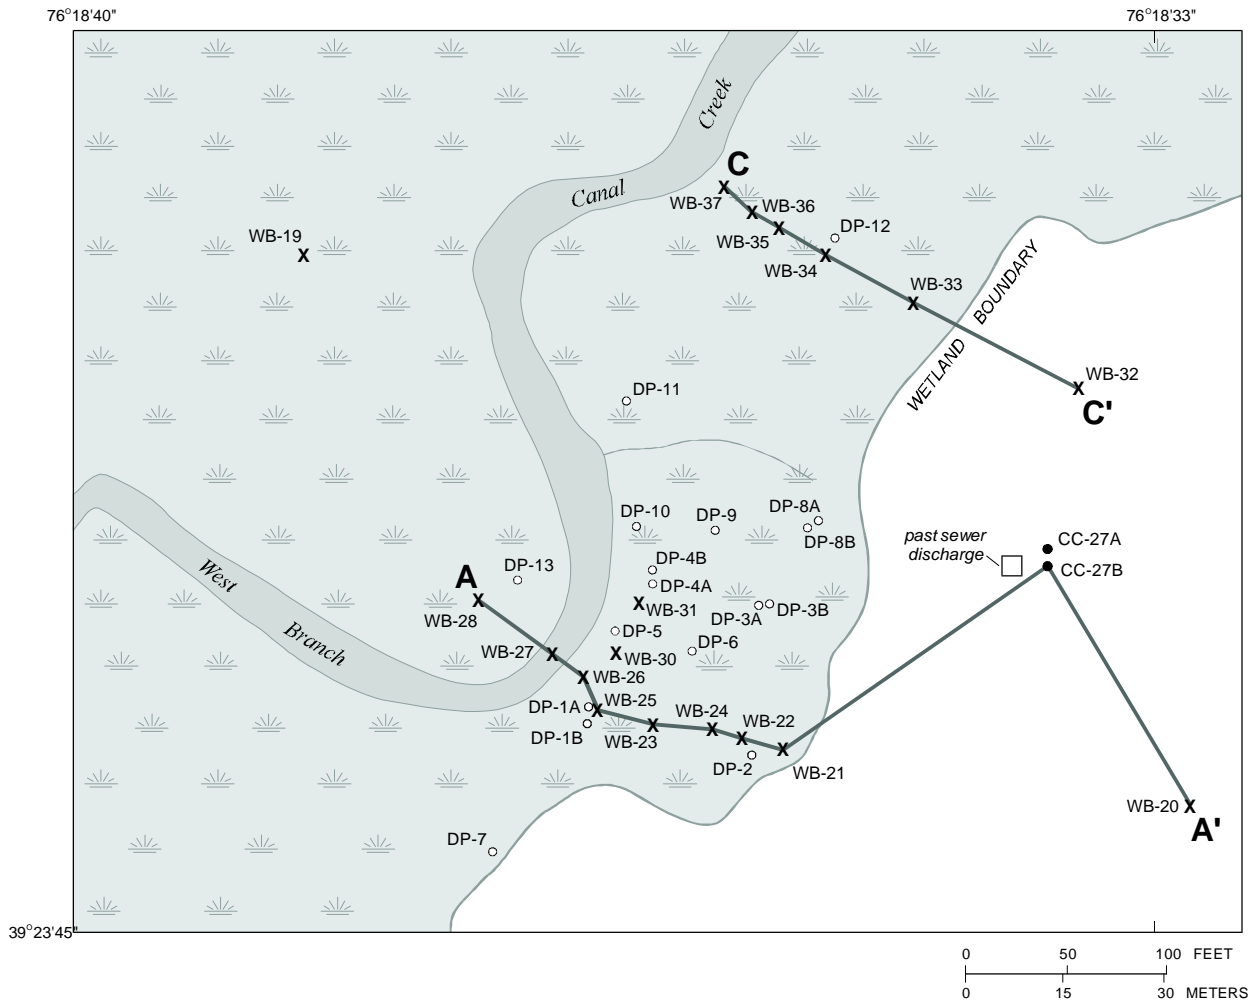 76°18'40"
76°18'33"
Creek
C
Canal
WB-37
WB-36
WB-35
DP-12
WB-19
WB-34
WB-33
BOUNDARY
WETLAND
WB-32
C'
DP-11
DP-10
DP-9
DP-8A
DP-8B
past sewer
discharge
CC-27A
CC-27B
DP-4B
DP-4A
DP-13
A
West
WB-31
DP-3A
DP-3B
WB-28
DP-5
DP-6
Branch
WB-27
WB-30
WB-26
DP-1A
WB-25
DP-1B
WB-24
WB-23
WB-22
DP-2
WB-21
WB-20
A'
DP-7
39°23'45"
0 50 100 FEET
0 15 30 METERS